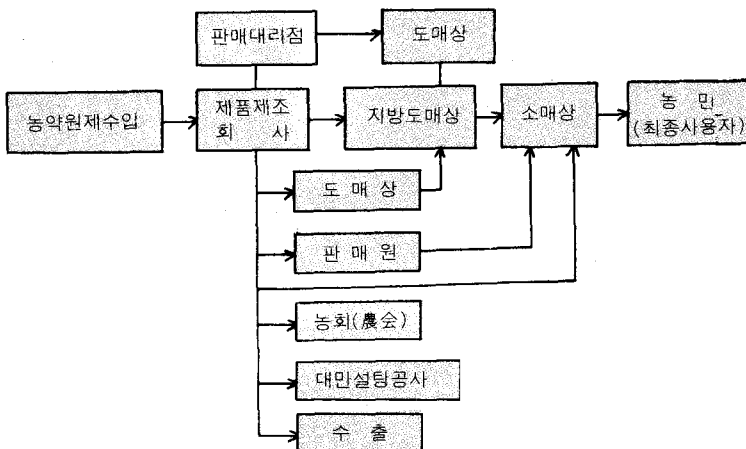 판매대리점
도매상
농약원제수입
제품제조
회 사
지방도매상
소매상
농 민
(최종사용자)
도 매 상
판 매 원
농회(農会)
대만설탕공사
수 출